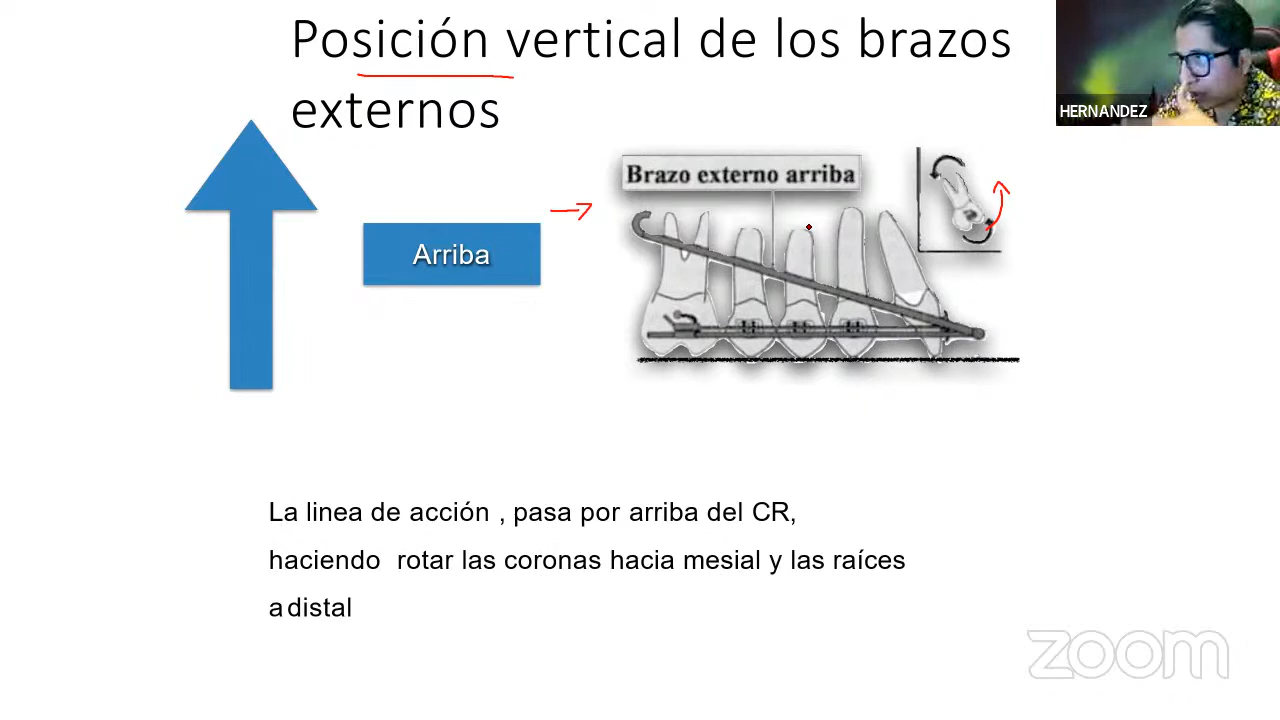 Posición vertical de los brazos
externos
HERNANDEZ
Brazo externo arriba
Arriba
La linea de acción , pasa por arriba del CR,
haciendo rotar las coronas hacia mesial y las raíces
a distal
zoom